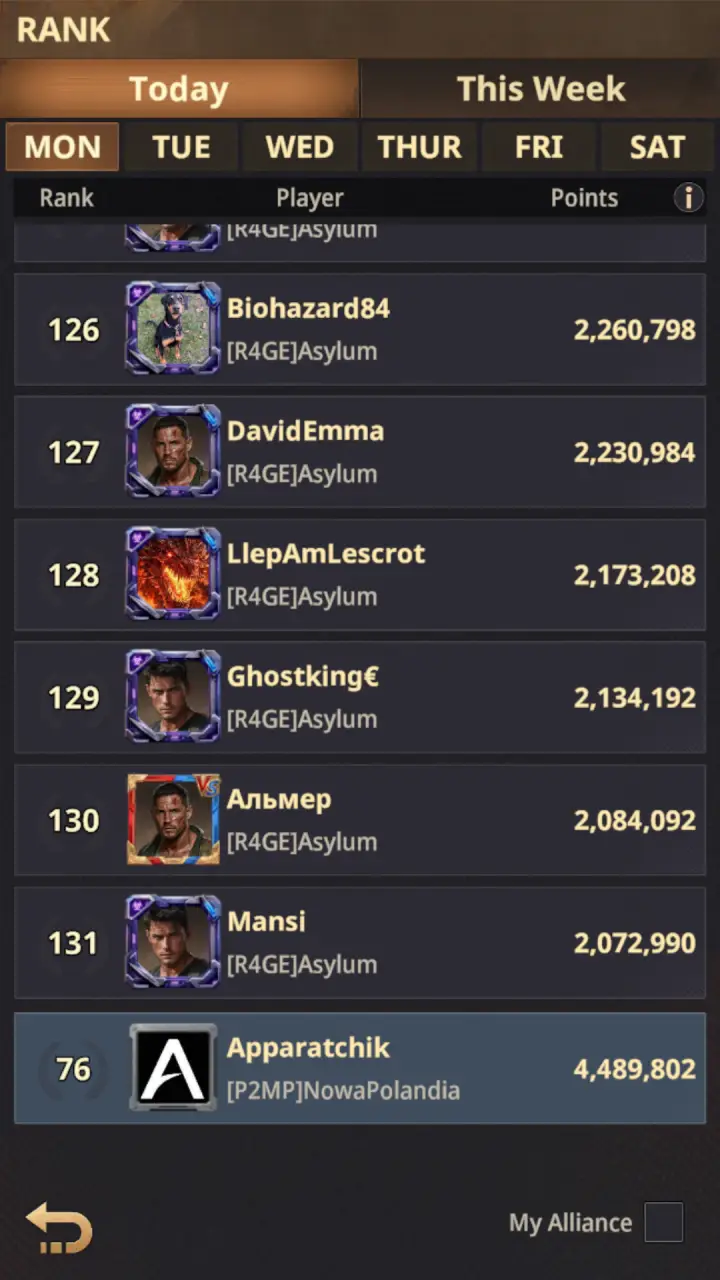 RANK
Today
This Week
MON TUE WED THUR FRI SAT
Rank Player Points i
[R4GE]Asylum
126 Biohazard84 2,260,798
[R4GE]Asylum
127 DavidEmma 2,230,984
[R4GE]Asylum
128 LlepAmLescrot 2,173,208
[R4GE]Asylum
129 Ghostking€ 2,134,192
[R4GE]Asylum
130 VS Альмер 2,084,092
[R4GE]Asylum
131 Mansi 2,072,990
[R4GE]Asylum
76 A Apparatchik 4,489,802
[P2MP]NowaPolandia
My Alliance